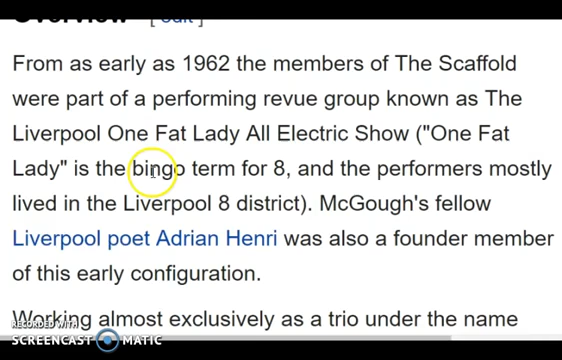 Overview [ edit ]
From as early as 1962 the members of The Scaffold
were part of a performing revue group known as The
Liverpool One Fat Lady All Electric Show ("One Fat
Lady" is the bingo term for 8, and the performers mostly
lived in the Liverpool 8 district). McGough's fellow
Liverpool poet Adrian Henri was also a founder member
of this early configuration.
Working almost exclusively as a trio under the name
RECORDED WITH
SCREENCAST MATIC